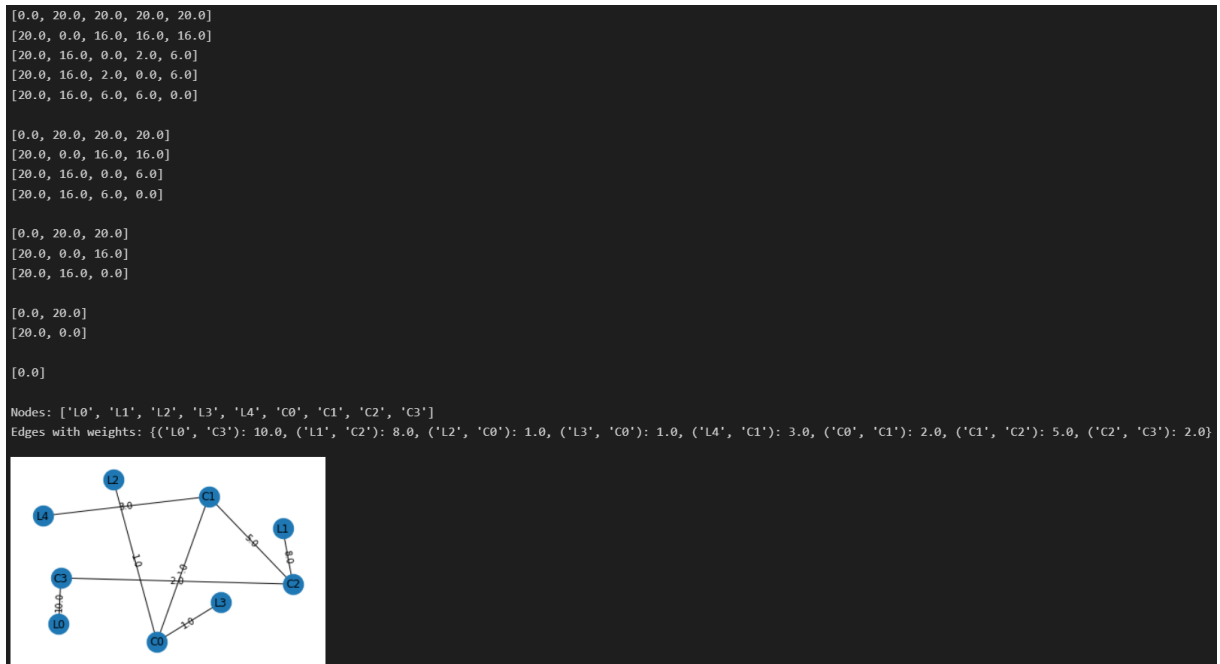 [0.0, 20.0, 20.0, 20.0, 20.0]
[20.0, 0.0, 16.0, 16.0, 16.0]
[20.0, 16.0, 0.0, 2.0, 6.0]
[20.0, 16.0, 2.0, 0.0, 6.0]
[20.0, 16.0, 6.0, 6.0, 0.0]
[0.0, 20.0, 20.0, 20.0]
[20.0, 0.0, 16.0, 16.0]
[20.0, 16.0, 0.0, 6.0]
[20.0, 16.0, 6.0, 0.0]
[0.0, 20.0, 20.0]
[20.0, 0.0, 16.0]
[20.0, 16.0, 0.0]
[0.0, 20.0]
[20.0, 0.0]
[0.0]
Nodes: ['L0', 'L1', 'L2', 'L3', 'L4', 'C0', 'C1', 'C2', 'C3']
Edges with weights: {('L0', 'C3'): 10.0, ('L1', 'C2'): 8.0, ('L2', 'C0'): 1.0, ('L3', 'C0'): 1.0, ('L4', 'C1'): 3.0, ('C0', 'C1'): 2.0, ('C1', 'C2'): 5.0, ('C2', 'C3'): 2.0}
L2
C1
3.0
L4
L1
5.0
8.0
1.0
C3
2.0
C2
10.0
L3
L0
1.0
C0